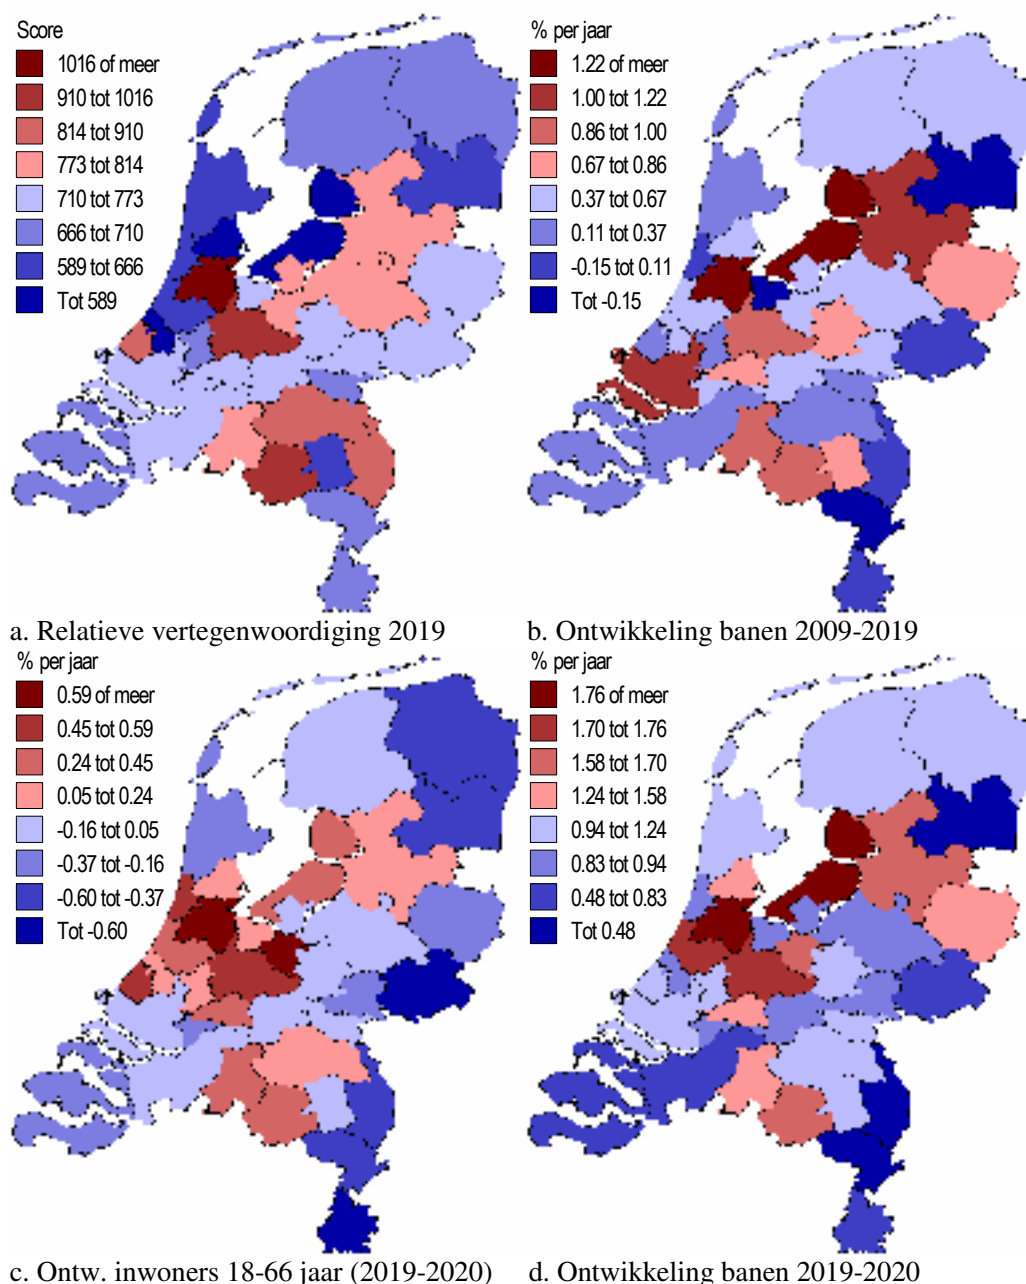 Score
1016 of meer
910 tot 1016
814 tot 910
773 tot 814
710 tot 773
666 tot 710
589 tot 666
Tot 589
a. Relatieve vertegenwoordiging 2019
% per jaar
1.22 of meer
1.00 tot 1.22
0.86 tot 1.00
0.67 tot 0.86
0.37 tot 0.67
0.11 tot 0.37
-0.15 tot 0.11
Tot -0.15
b. Ontwikkeling banen 2009-2019
% per jaar
0.59 of meer
0.45 tot 0.59
0.24 tot 0.45
0.05 tot 0.24
-0.16 tot 0.05
-0.37 tot -0.16
-0.60 tot -0.37
Tot -0.60
c. Ontw. inwoners 18-66 jaar (2019-2020)
% per jaar
1.76 of meer
1.70 tot 1.76
1.58 tot 1.70
1.24 tot 1.58
0.94 tot 1.24
0.83 tot 0.94
0.48 tot 0.83
Tot 0.48
d. Ontwikkeling banen 2019-2020